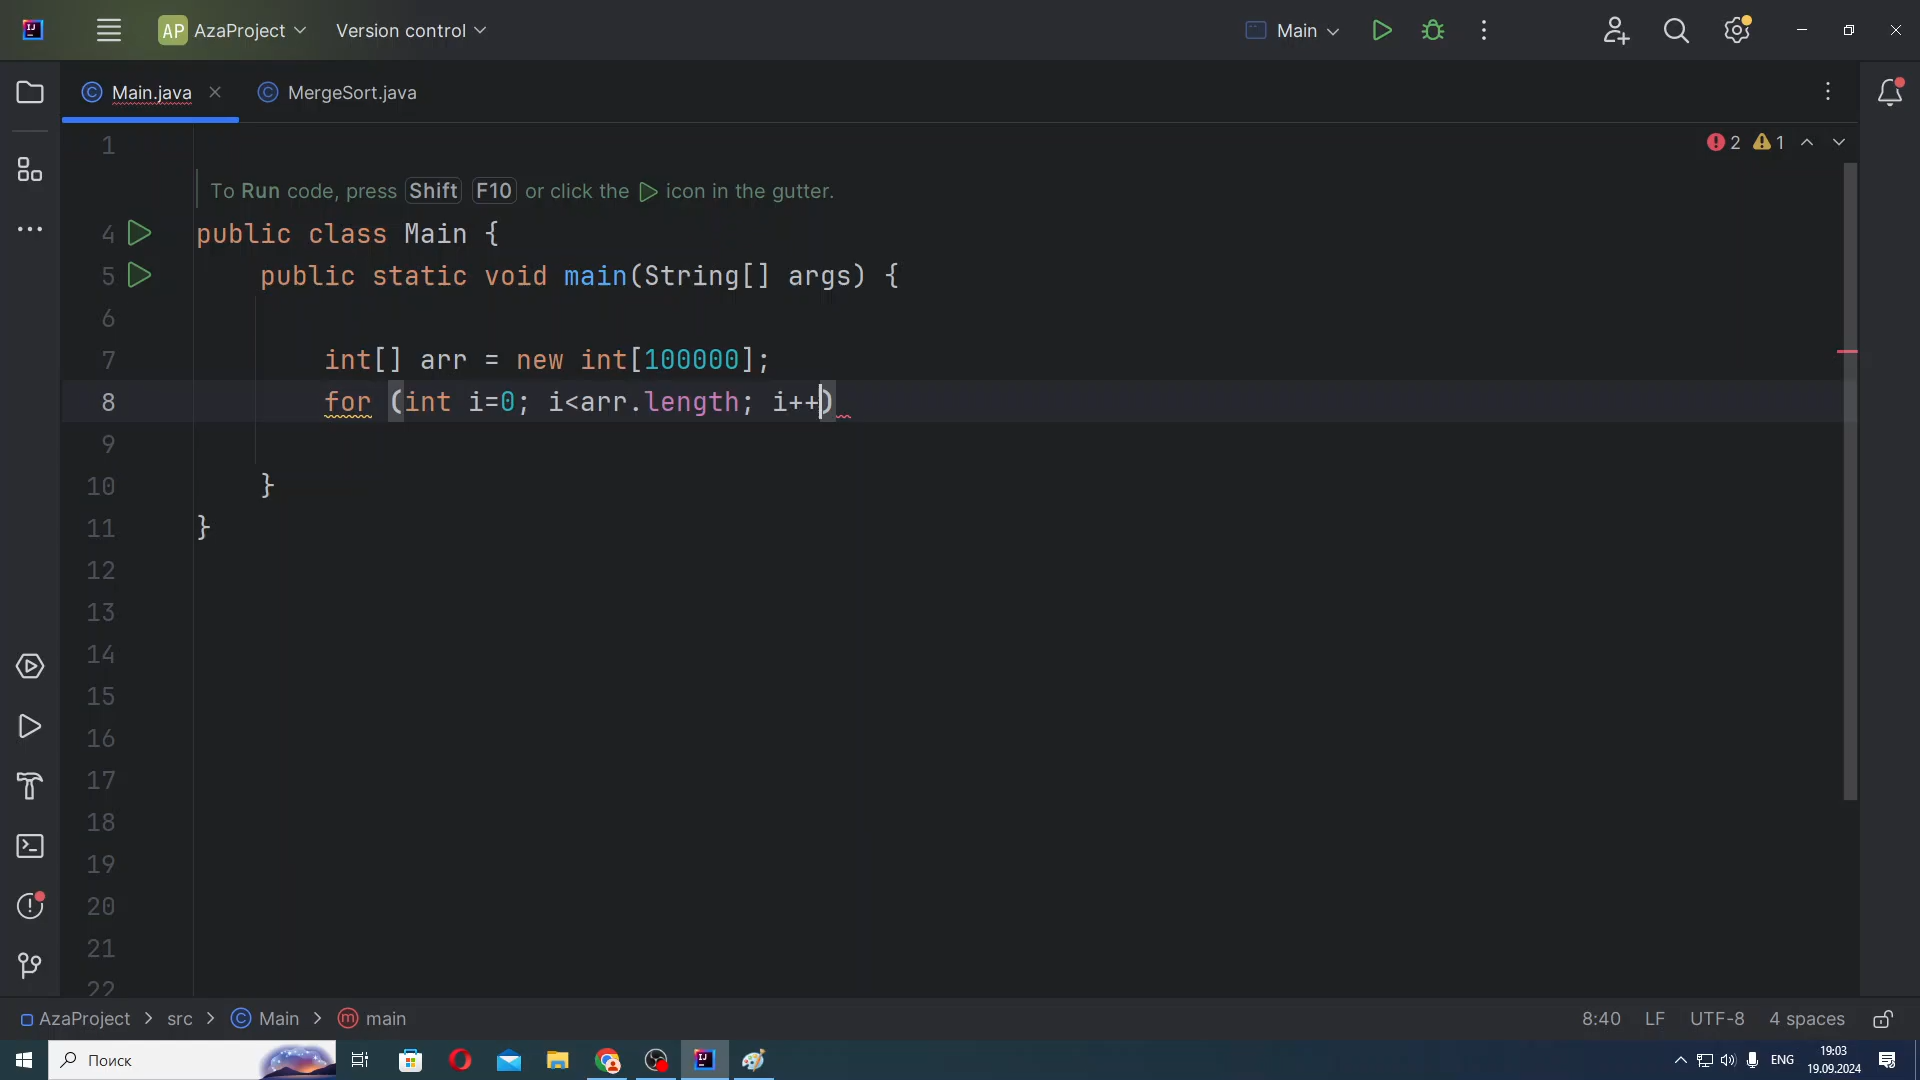 AP AzaProject Version control Main
Main.java MergeSort.java
1
2 1
To Run code, press Shift F10 or click the icon in the gutter.
4 public class Main {
5 public static void main(String[] args) {
6
7 int[] arr = new int[100000];
8 for (int i=0; i<arr.length; i++)
9
10 }
11 }
12
13
14
15
16
17
18
19
20
21
22
AzaProject > src > Main > main 8:40 LF UTF-8 4 spaces
Поиск ENG 19:03
19.09.2024